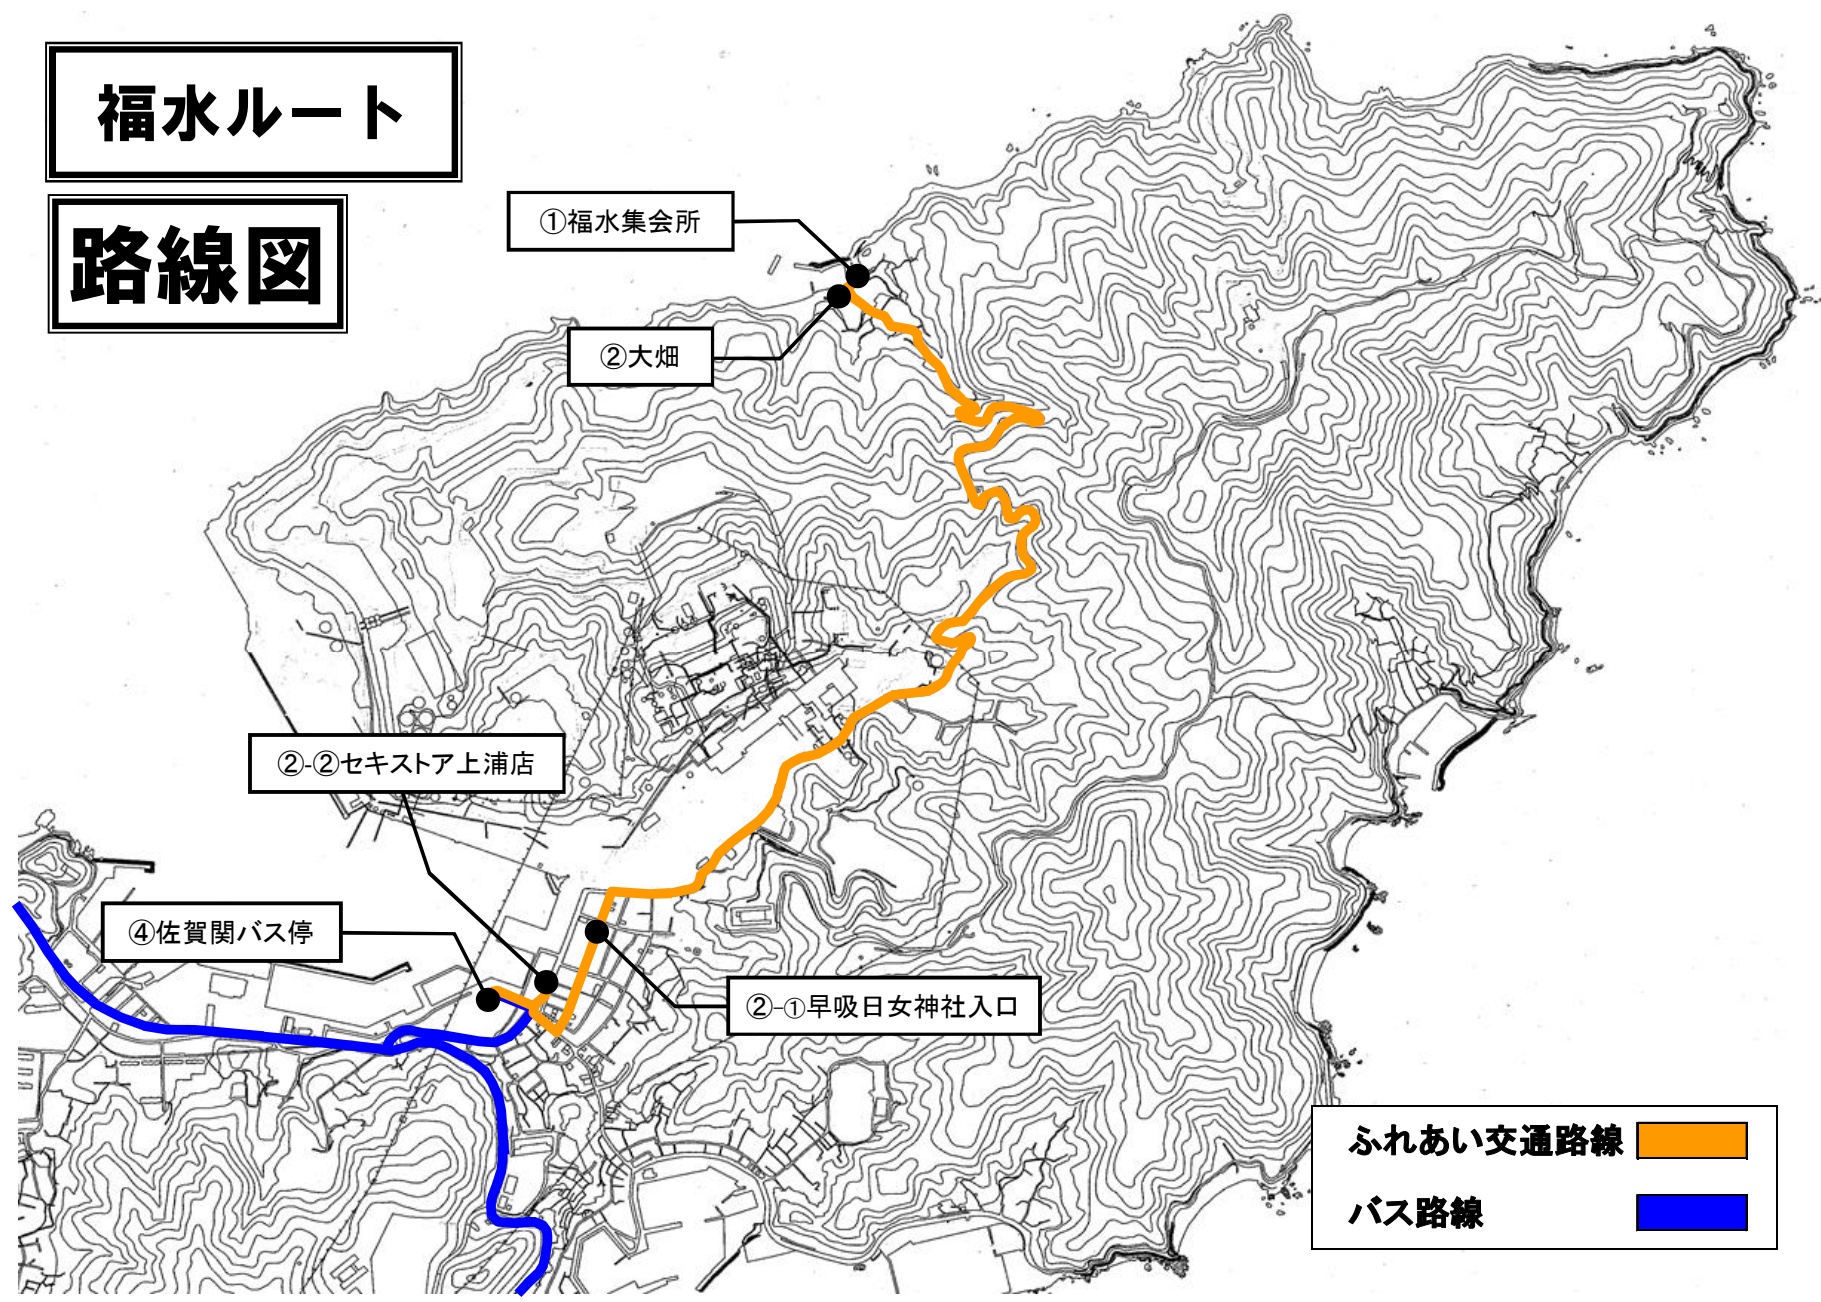 福水ルート
路線図
①福水集会所
②大畑
②-②セキストア上浦店
④佐賀関バス停
②-①早吸日女神社入口
ふれあい交通路線
バス路線